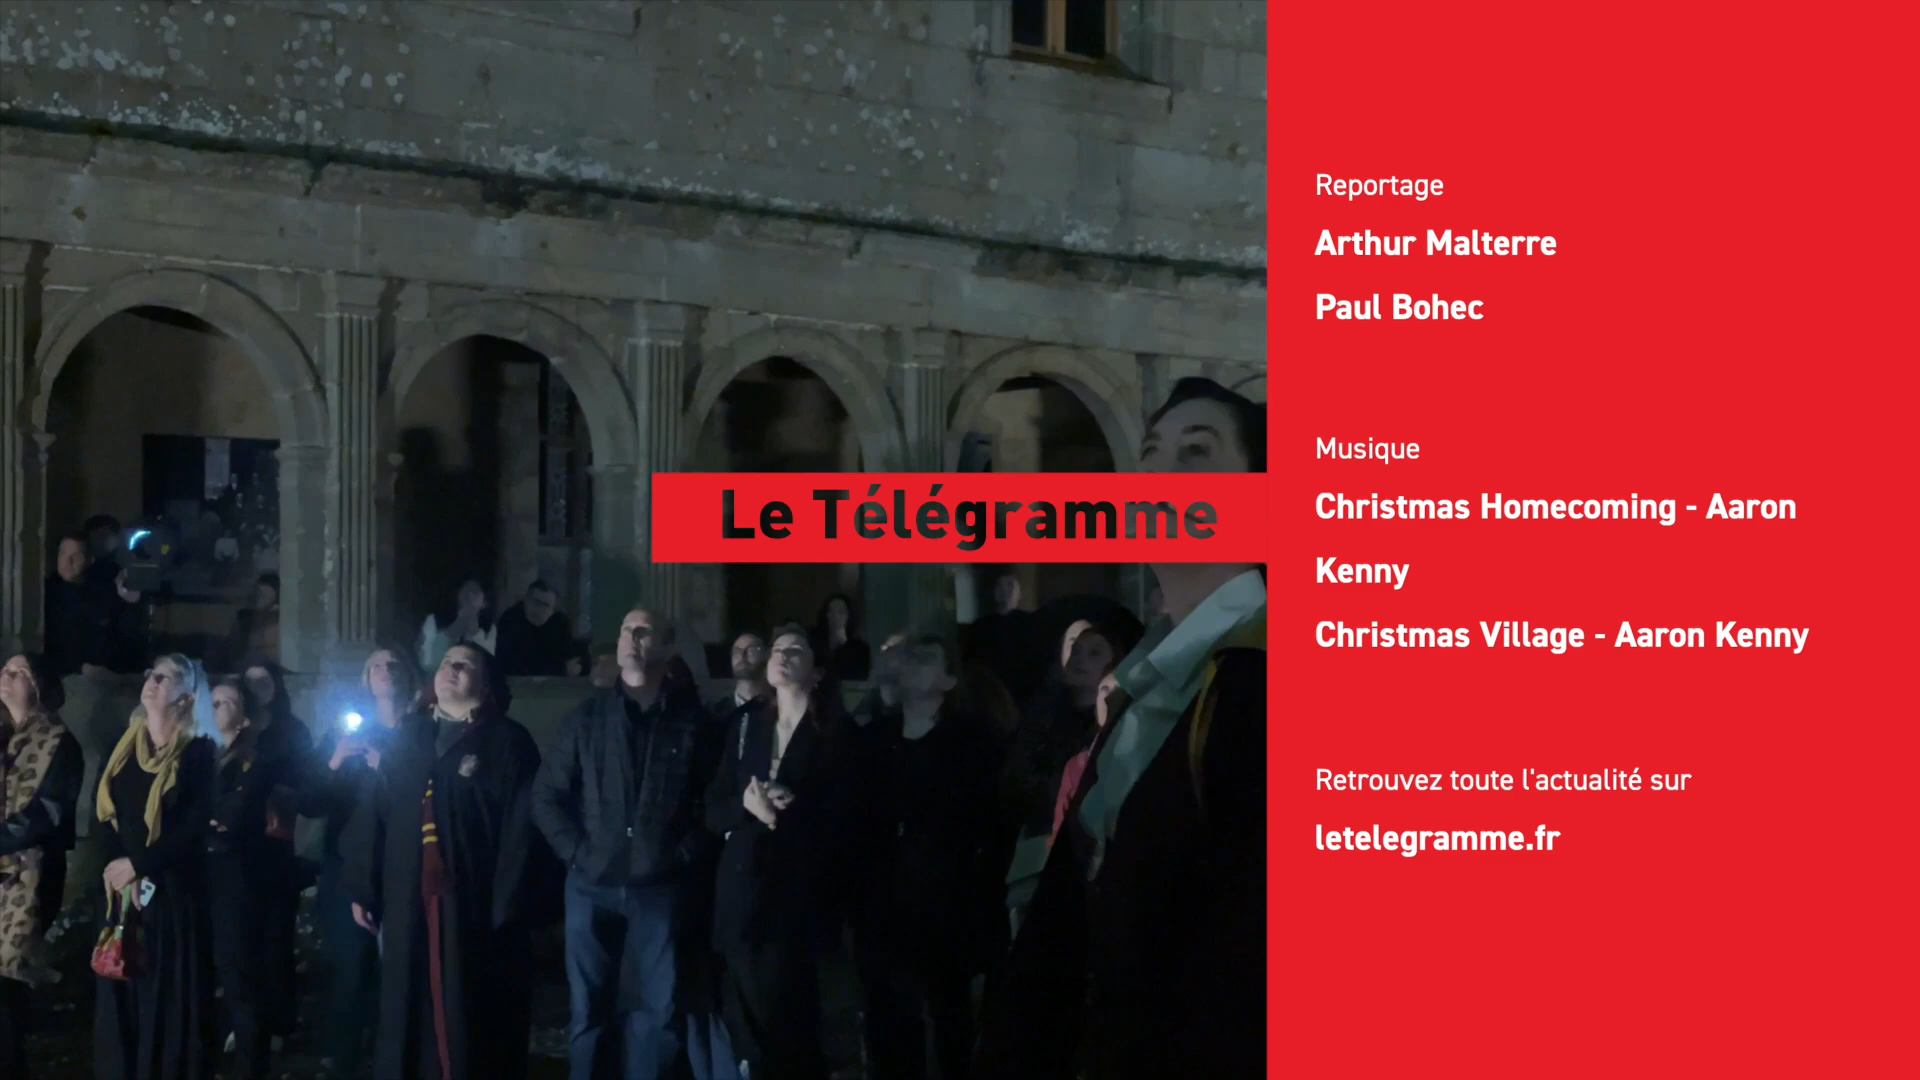 Le Télégramme
Reportage
Arthur Malterre
Paul Bohec
Musique
Christmas Homecoming - Aaron
Kenny
Christmas Village - Aaron Kenny
Retrouvez toute l'actualité sur
letelegramme.fr